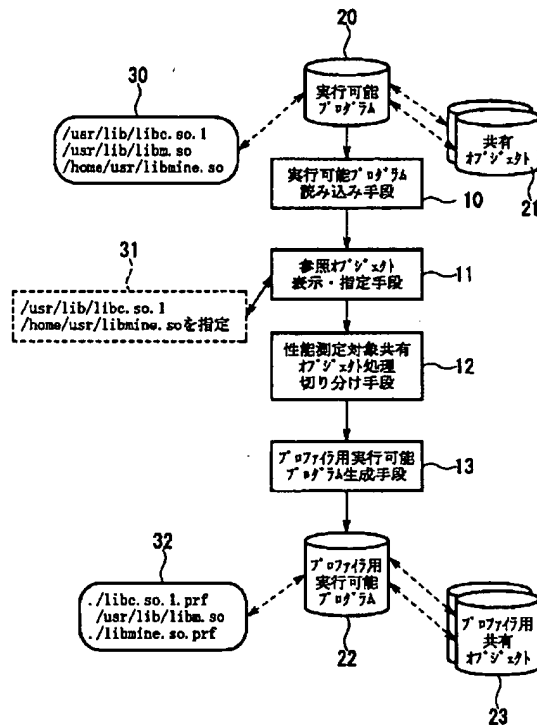 20
30
実行可能
プログラム
/usr/lib/libc.so.1
/usr/lib/libm.so
/home/usr/libmine.so
共有
オブジェクト
21
実行可能プログラム
読み込み手段
10
31
参照オブジェクト
表示・指定手段
11
/usr/lib/libc.so.1
/home/usr/libmine.soを指定
性能測定対象共有
オブジェクト処理
切り分け手段
12
プロファイラ用実行可能
プログラム生成手段
13
32
プロファイラ用
実行可能
プログラム
./libc.so.1.prf
/usr/lib/libm.so
./libmine.so.prf
22
プロファイラ用
共有
オブジェクト
23